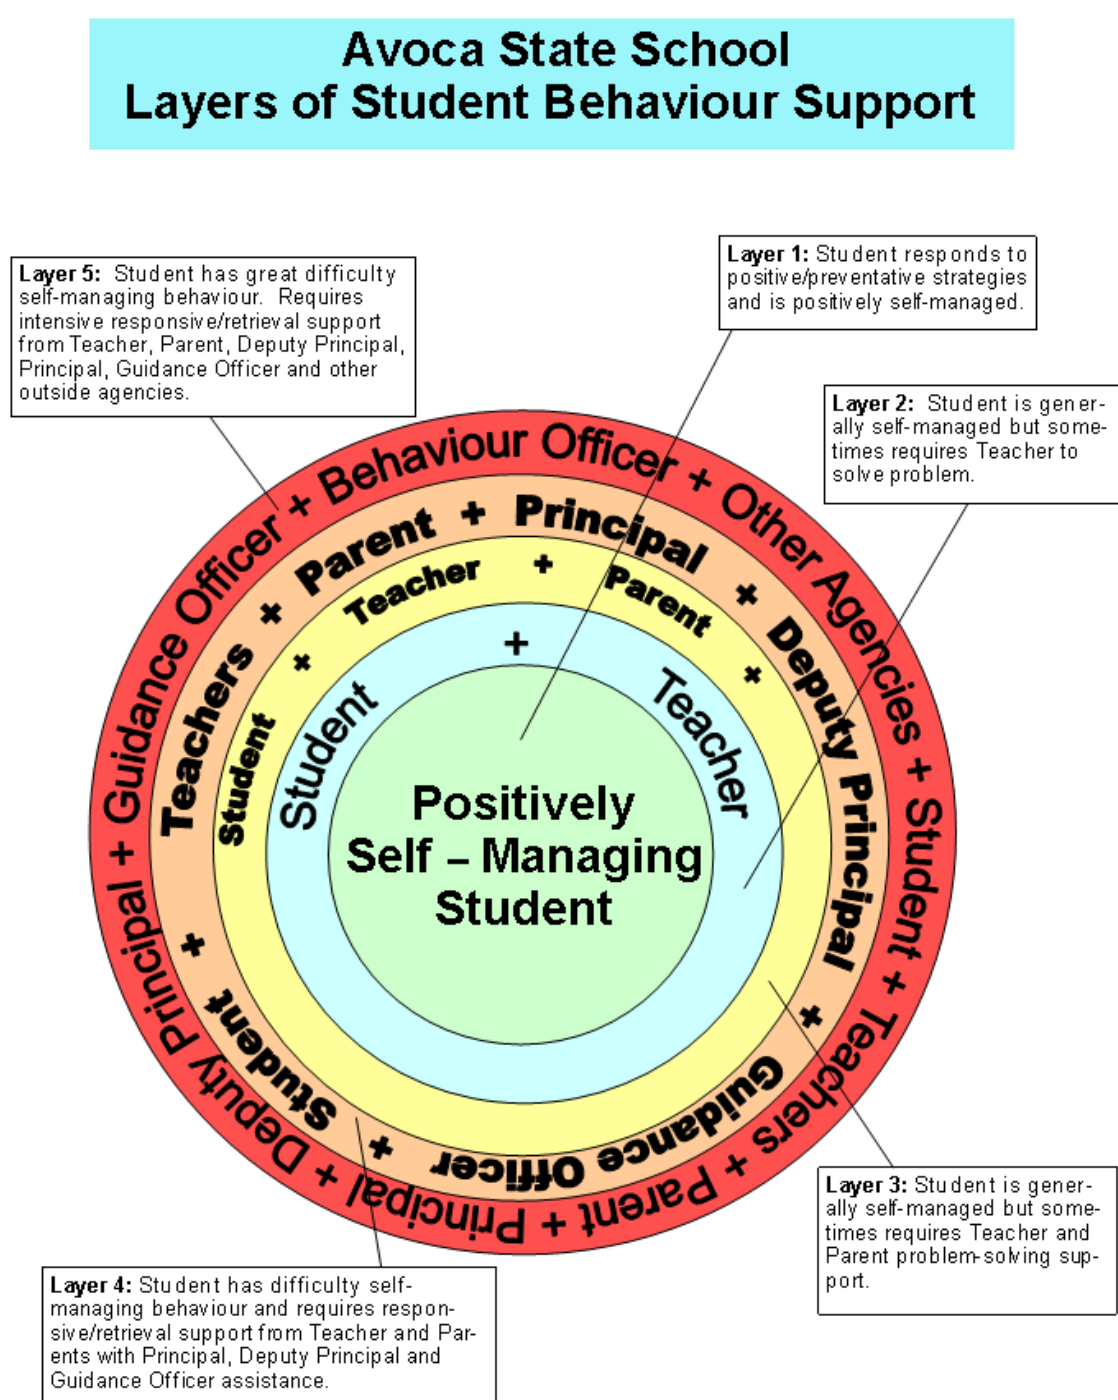 Avoca State School
Layers of Student Behaviour Support
Layer 1: Student responds to
positive/preventative strategies
and is positively self-managed.
Layer 5: Student has great difficulty
self-managing behaviour. Requires
intensive responsive/retrieval support
from Teacher, Parent, Deputy Principal,
Principal, Guidance Officer and other
outside agencies.
Layer 2: Student is gener-
ally self-managed but some-
times requires Teacher to
solve problem.
Guidance Officer + Behaviour Officer + Other Agencies + Student + Teachers + Parent + Principal + Deputy Principal +
Teachers + Parent + Principal + Deputy Principal + Guidance Officer + Student +
Student + Teacher + Parent +
Student + Teacher
Positively
Self – Managing
Student
Layer 3: Student is gener-
ally self-managed but some-
times requires Teacher and
Parent problem-solving sup-
port.
Layer 4: Student has difficulty self-
managing behaviour and requires respon-
sive/retrieval support from Teacher and Par-
ents with Principal, Deputy Principal and
Guidance Officer assistance.